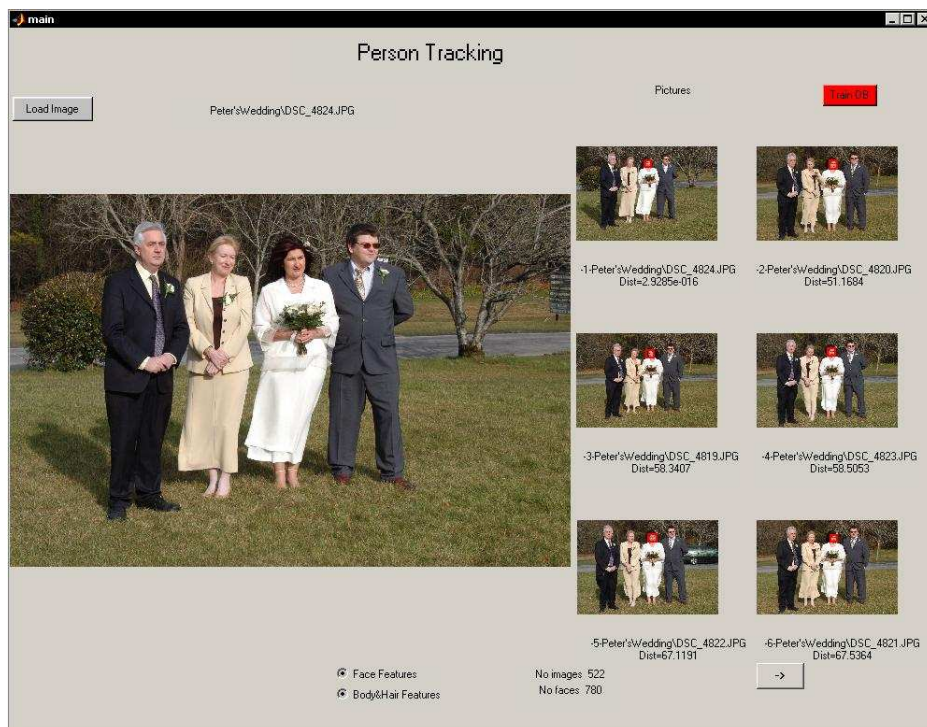 main
Person Tracking
Load Image
Peter'sWedding\DSC_4824.JPG
Pictures
Train DB
-1-Peter'sWedding\DSC_4824.JPG
Dist=2.9285e-016
-2-Peter'sWedding\DSC_4820.JPG
Dist=51.1684
-3-Peter'sWedding\DSC_4819.JPG
Dist=58.3407
-4-Peter'sWedding\DSC_4823.JPG
Dist=58.5053
-5-Peter'sWedding\DSC_4822.JPG
Dist=67.1191
-6-Peter'sWedding\DSC_4821.JPG
Dist=67.5364
Face Features
Body&Hair Features
No images 522
No faces 780
->